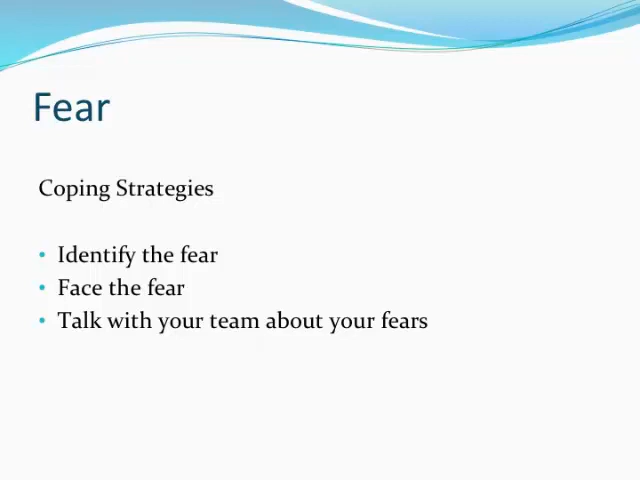 Fear
Coping Strategies
• Identify the fear
• Face the fear
• Talk with your team about your fears